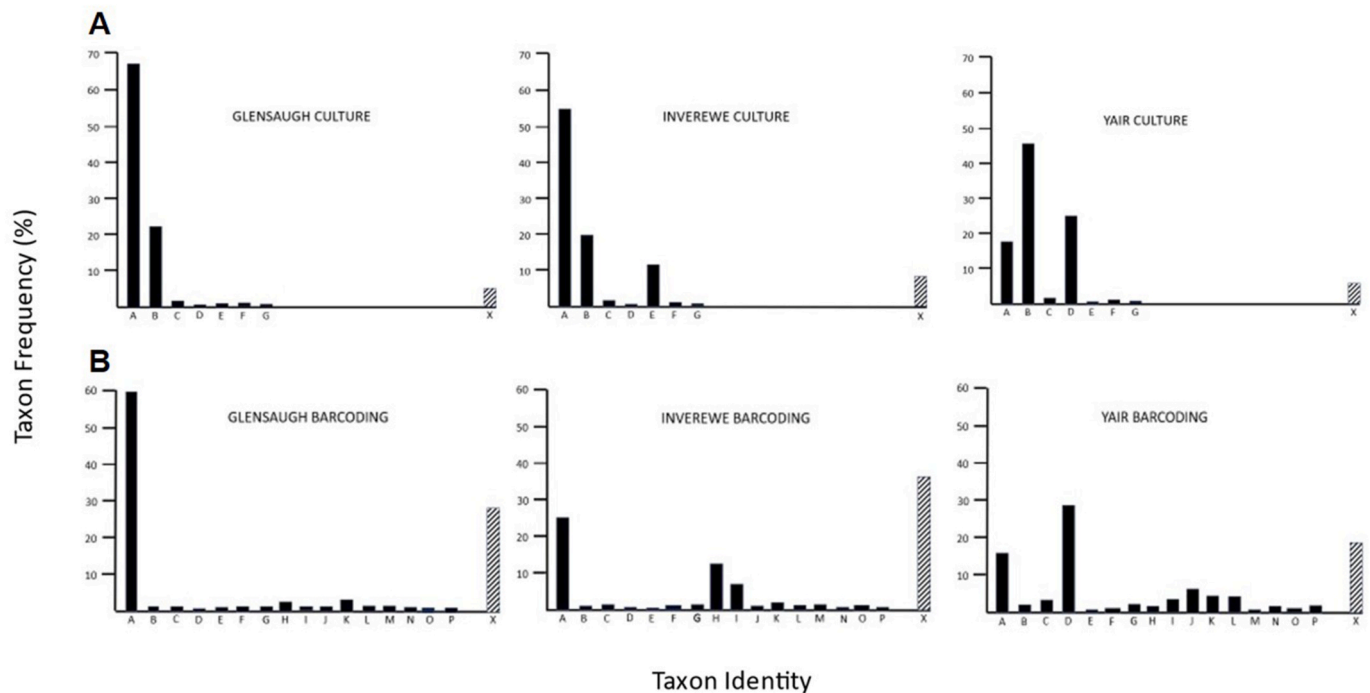 A
Taxon Frequency (%)
70
60
50
40
30
20
10
GLENSAUGH CULTURE
A B C D E F G X
70
60
50
40
30
20
10
INVEREWE CULTURE
A B C D E F G X
70
60
50
40
30
20
10
YAIR CULTURE
A B C D E F G X
B
60
50
40
30
20
10
GLENSAUGH BARCODING
A B C D E F G H I J K L M N O P X
60
50
40
30
20
10
INVEREWE BARCODING
A B C D E F G H I J K L M N O P X
60
50
40
30
20
10
YAIR BARCODING
A B C D E F G H I J K L M N O P X
Taxon Identity